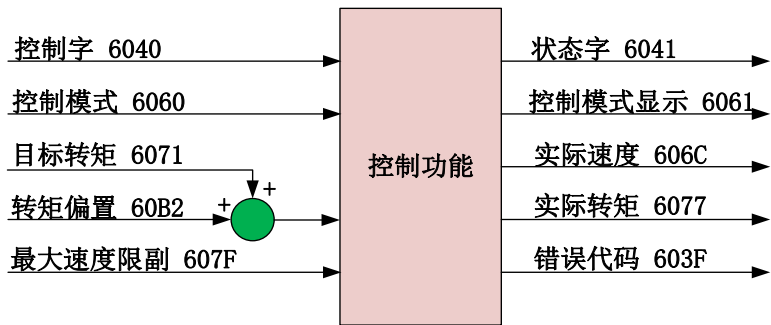 控制字 6040
控制模式 6060
目标转矩 6071
+
+
转矩偏置 60B2
最大速度限副 607F
控制功能
状态字 6041
控制模式显示 6061
实际速度 606C
实际转矩 6077
错误代码 603F